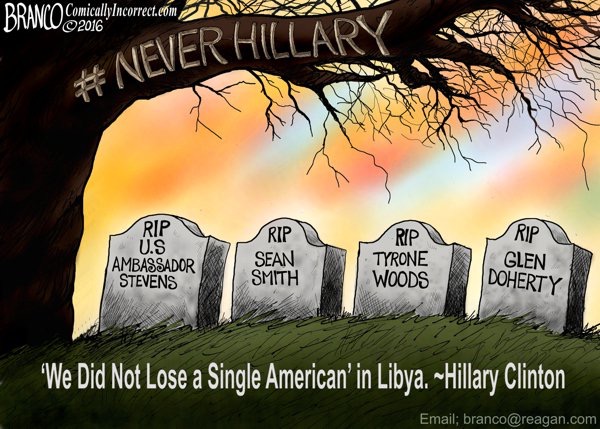 BRANCO ComicallyIncorrect.com
©2016
# NEVER HILLARY
RIP
U.S
AMBASSADOR
STEVENS
RIP
SEAN
SMITH
RIP
TYRONE
WOODS
RIP
GLEN
DOHERTY
'We Did Not Lose a Single American' in Libya. ~Hillary Clinton
Email; branco@reagan.com